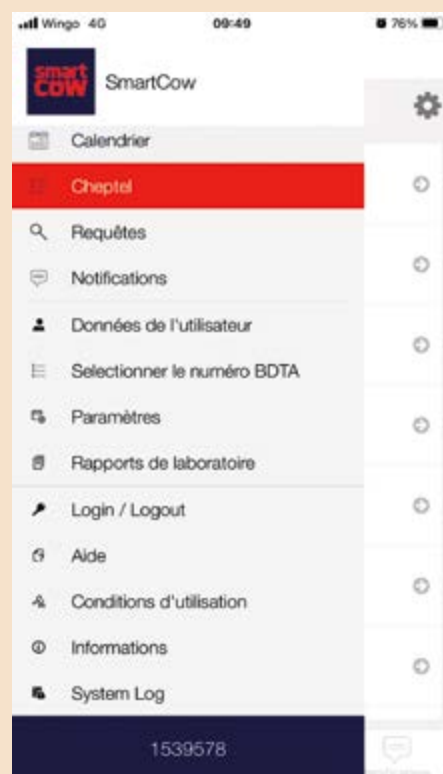 Wingo 4G 09:49 76%
smart
COW
SmartCow
Calendrier
Cheptel
Requêtes
Notifications
Données de l'utilisateur
Selectionner le numéro BDTA
Paramètres
Rapports de laboratoire
Login / Logout
Aide
Conditions d'utilisation
Informations
System Log
1539578